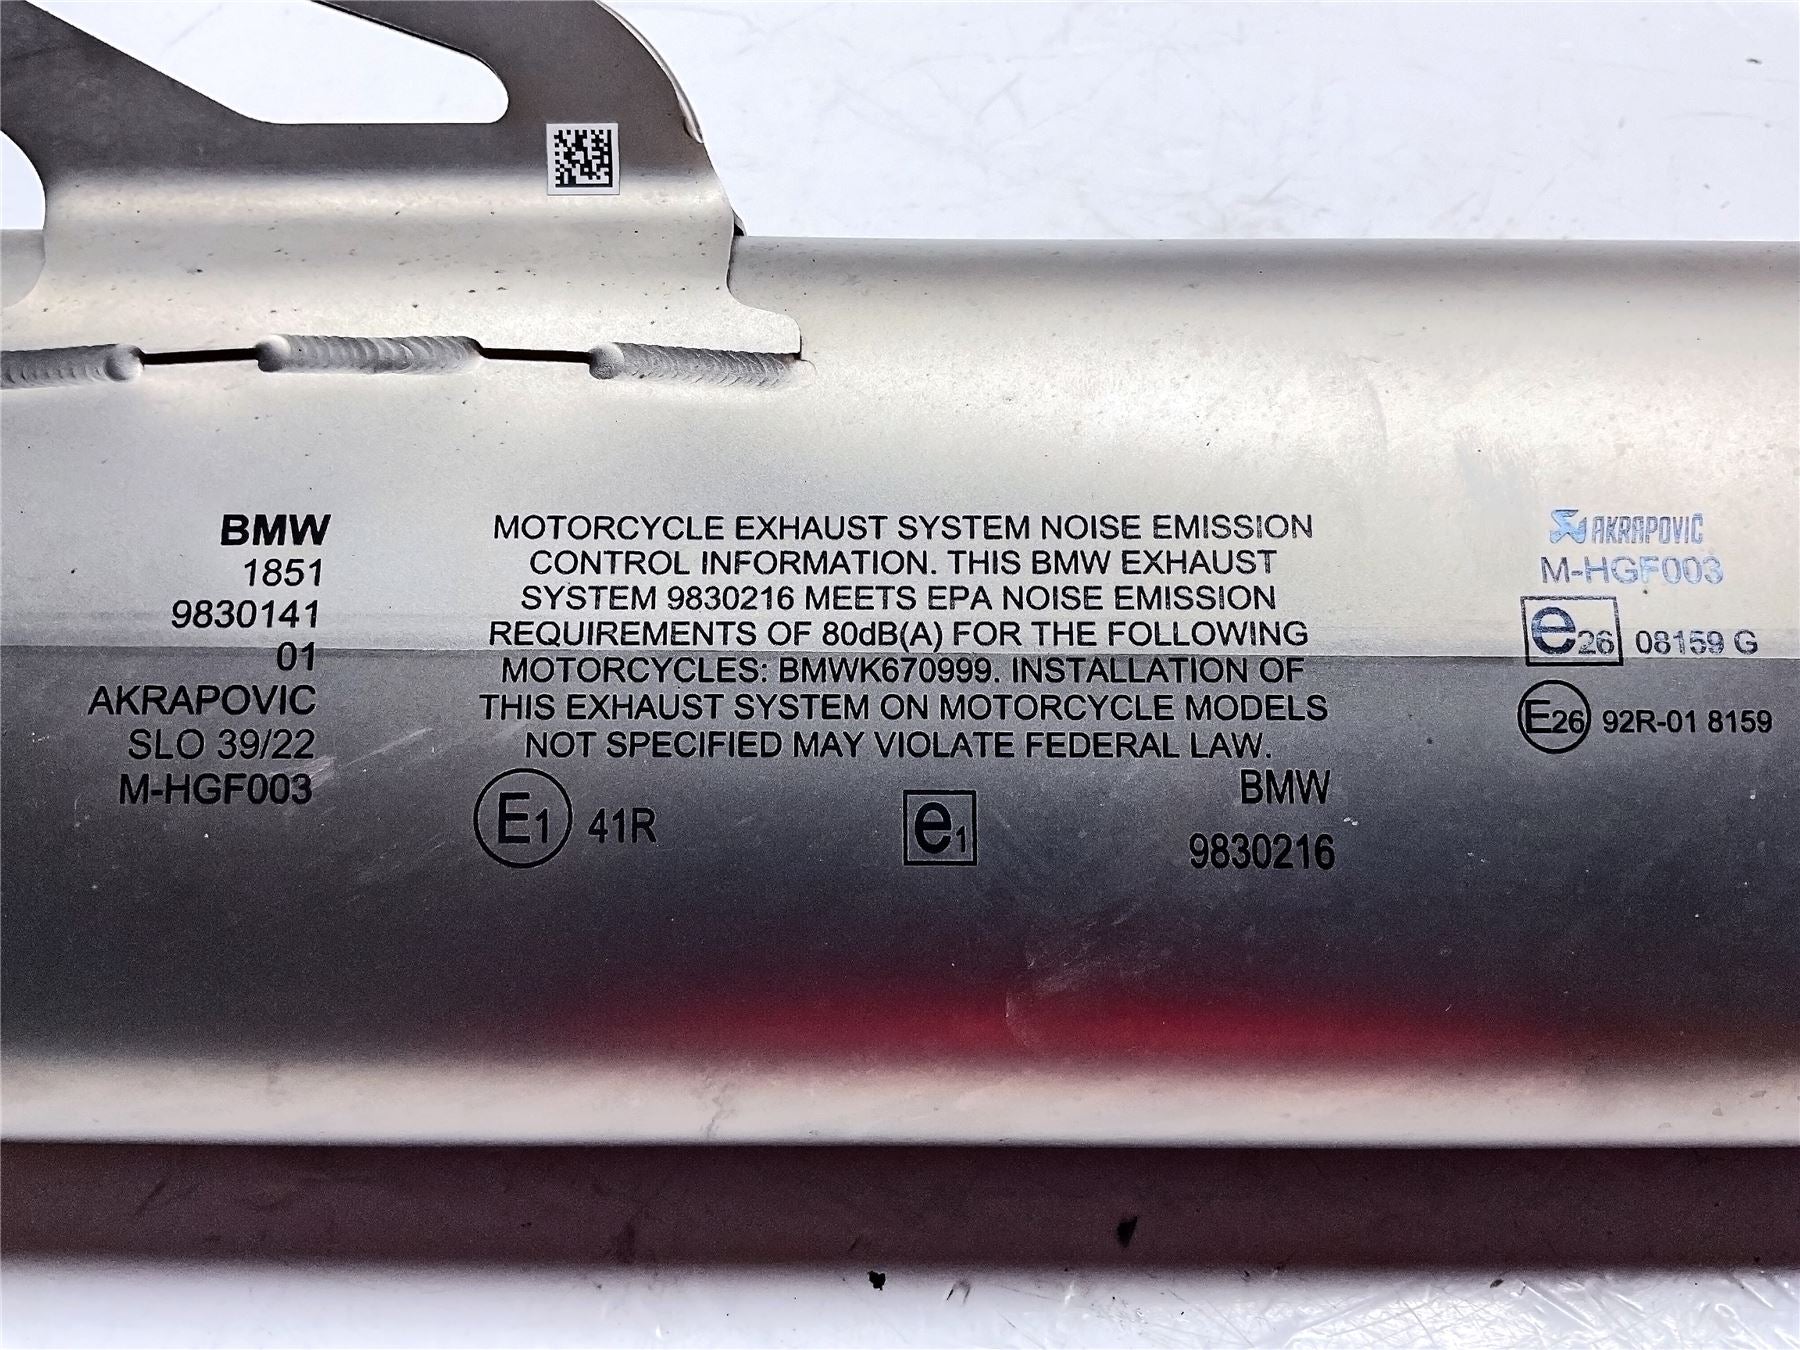 BMW
1851
9830141
01
AKRAPOVIC
SLO 39/22
M-HGF003
MOTORCYCLE EXHAUST SYSTEM NOISE EMISSION
CONTROL INFORMATION. THIS BMW EXHAUST
SYSTEM 9830216 MEETS EPA NOISE EMISSION
REQUIREMENTS OF 80dB(A) FOR THE FOLLOWING
MOTORCYCLES: BMWK670999. INSTALLATION OF
THIS EXHAUST SYSTEM ON MOTORCYCLE MODELS
NOT SPECIFIED MAY VIOLATE FEDERAL LAW.
E1 41R
e1
BMW
9830216
AKRAPOVIČ
M-HGF003
e26 08159 G
E26 92R-01 8159